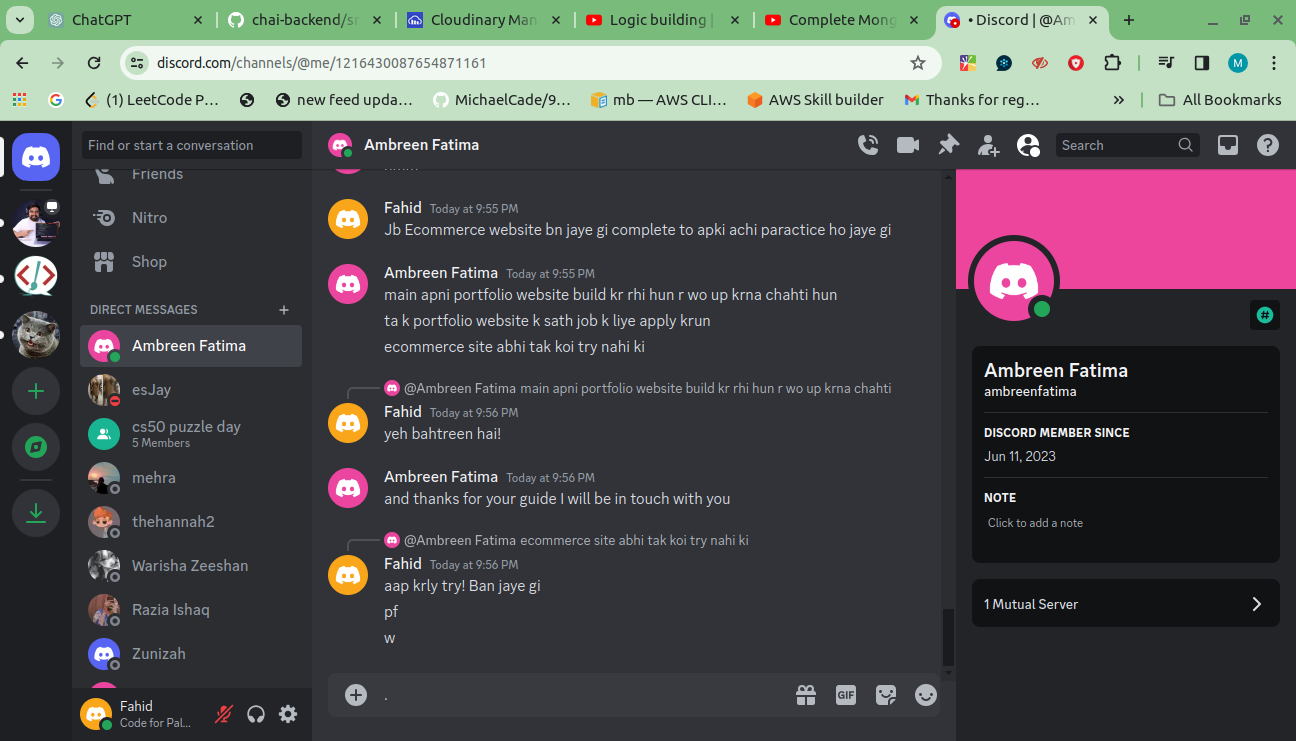 ChatGPT
chai-backend/sr
Cloudinary Man
Logic building |
Complete Mong
• Discord | @Am
discord.com/channels/@me/1216430087654871161
M
(1) LeetCode P…
new feed upda…
MichaelCade/9…
mb — AWS CLI…
AWS Skill builder
Thanks for reg…
All Bookmarks
Find or start a conversation
Friends
Nitro
Shop
DIRECT MESSAGES
Ambreen Fatima
esJay
cs50 puzzle day
5 Members
mehra
thehannah2
Warisha Zeeshan
Razia Ishaq
Zunizah
Fahid
Code for Pal...
Ambreen Fatima
Search
Fahid Today at 9:55 PM
Jb Ecommerce website bn jaye gi complete to apki achi paractice ho jaye gi
Ambreen Fatima Today at 9:55 PM
main apni portfolio website build kr rhi hun r wo up krna chahti hun
ta k portfolio website k sath job k liye apply krun
ecommerce site abhi tak koi try nahi ki
@Ambreen Fatima main apni portfolio website build kr rhi hun r wo up krna chahti
Fahid Today at 9:56 PM
yeh bahtreen hai!
Ambreen Fatima Today at 9:56 PM
and thanks for your guide I will be in touch with you
@Ambreen Fatima ecommerce site abhi tak koi try nahi ki
Fahid Today at 9:56 PM
aap krly try! Ban jaye gi
pf
w
.
GIF
#
Ambreen Fatima
ambreenfatima
DISCORD MEMBER SINCE
Jun 11, 2023
NOTE
Click to add a note
1 Mutual Server